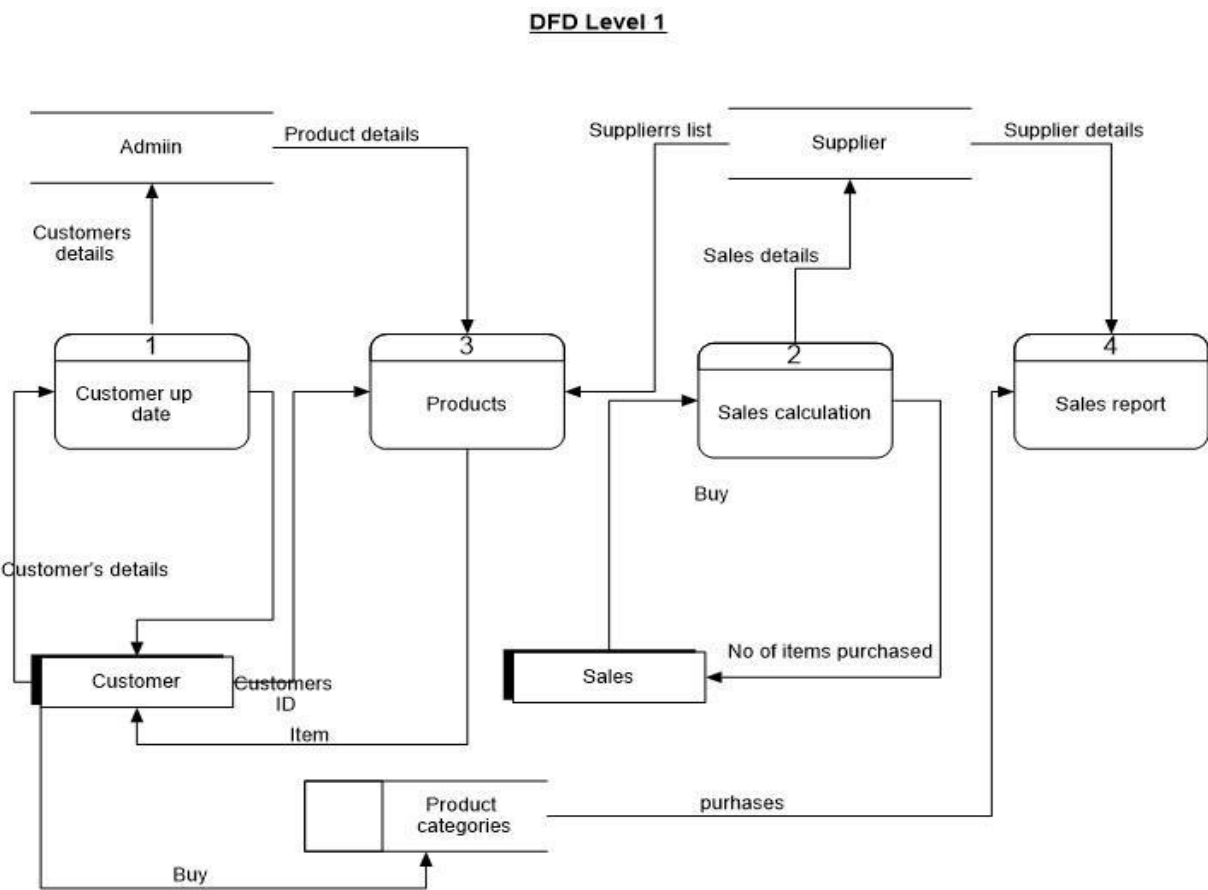 DFD Level 1
Admiin
Product details
Supplierrs list
Supplier
Supplier details
Customers
details
Sales details
1
Customer up
date
3
Products
2
Sales calculation
4
Sales report
Buy
Customer's details
Customer
Customers
ID
Item
Sales
No of items purchased
Product
categories
purhases
Buy